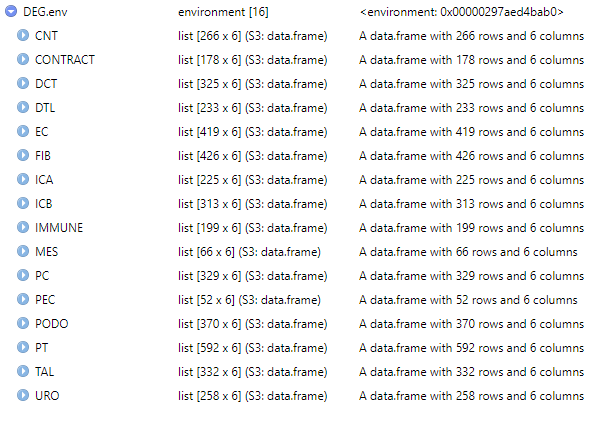 DEG.env environment [16] <environment: 0x00000297aed4bab0>
CNT list [266 x 6] (S3: data.frame) A data.frame with 266 rows and 6 columns
CONTRACT list [178 x 6] (S3: data.frame) A data.frame with 178 rows and 6 columns
DCT list [325 x 6] (S3: data.frame) A data.frame with 325 rows and 6 columns
DTL list [233 x 6] (S3: data.frame) A data.frame with 233 rows and 6 columns
EC list [419 x 6] (S3: data.frame) A data.frame with 419 rows and 6 columns
FIB list [426 x 6] (S3: data.frame) A data.frame with 426 rows and 6 columns
ICA list [225 x 6] (S3: data.frame) A data.frame with 225 rows and 6 columns
ICB list [313 x 6] (S3: data.frame) A data.frame with 313 rows and 6 columns
IMMUNE list [199 x 6] (S3: data.frame) A data.frame with 199 rows and 6 columns
MES list [66 x 6] (S3: data.frame) A data.frame with 66 rows and 6 columns
PC list [329 x 6] (S3: data.frame) A data.frame with 329 rows and 6 columns
PEC list [52 x 6] (S3: data.frame) A data.frame with 52 rows and 6 columns
PODO list [370 x 6] (S3: data.frame) A data.frame with 370 rows and 6 columns
PT list [592 x 6] (S3: data.frame) A data.frame with 592 rows and 6 columns
TAL list [332 x 6] (S3: data.frame) A data.frame with 332 rows and 6 columns
URO list [258 x 6] (S3: data.frame) A data.frame with 258 rows and 6 columns